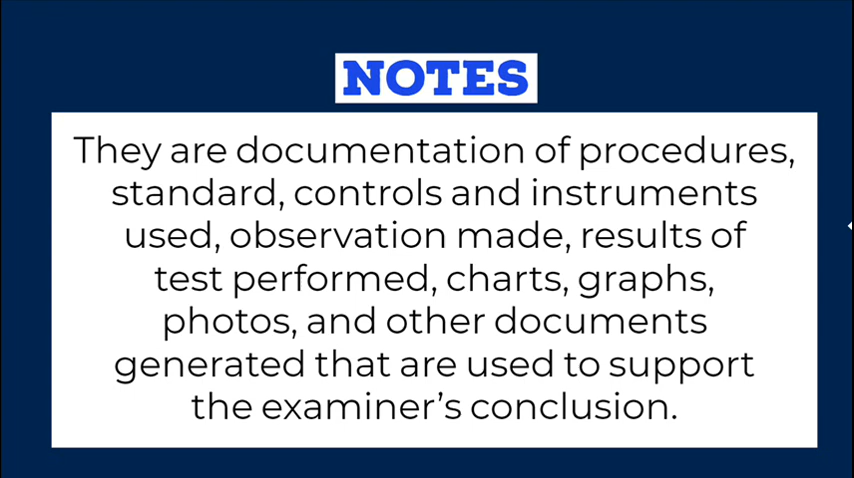 NOTES
They are documentation of procedures,
standard, controls and instruments
used, observation made, results of
test performed, charts, graphs,
photos, and other documents
generated that are used to support
the examiner’s conclusion.